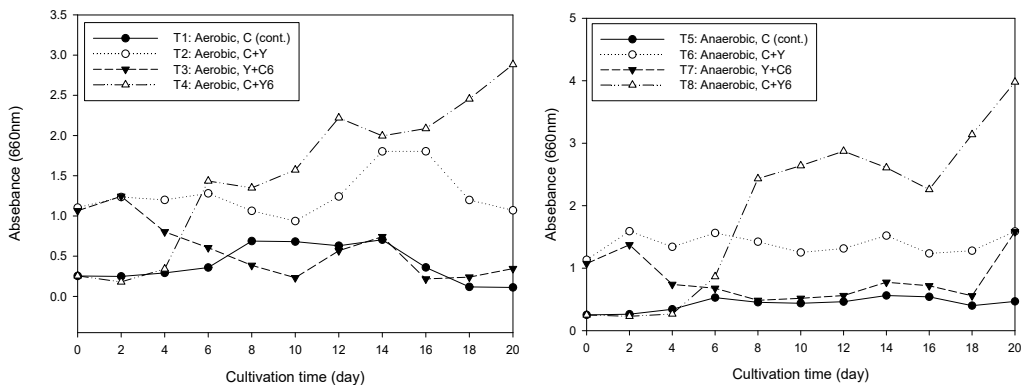 3.5
3.0
2.5
2.0
1.5
1.0
0.5
0.0
Absebance (660nm)
T1: Aerobic, C (cont.)
T2: Aerobic, C+Y
T3: Aerobic, Y+C6
T4: Aerobic, C+Y6
0 2 4 6 8 10 12 14 16 18 20
Cultivation time (day)
5
4
3
2
1
0
Absebance (660nm)
T5: Anaerobic, C (cont.)
T6: Anaerobic, C+Y
T7: Anaerobic, Y+C6
T8: Anaerobic, C+Y6
0 2 4 6 8 10 12 14 16 18 20
Cultivation time (day)